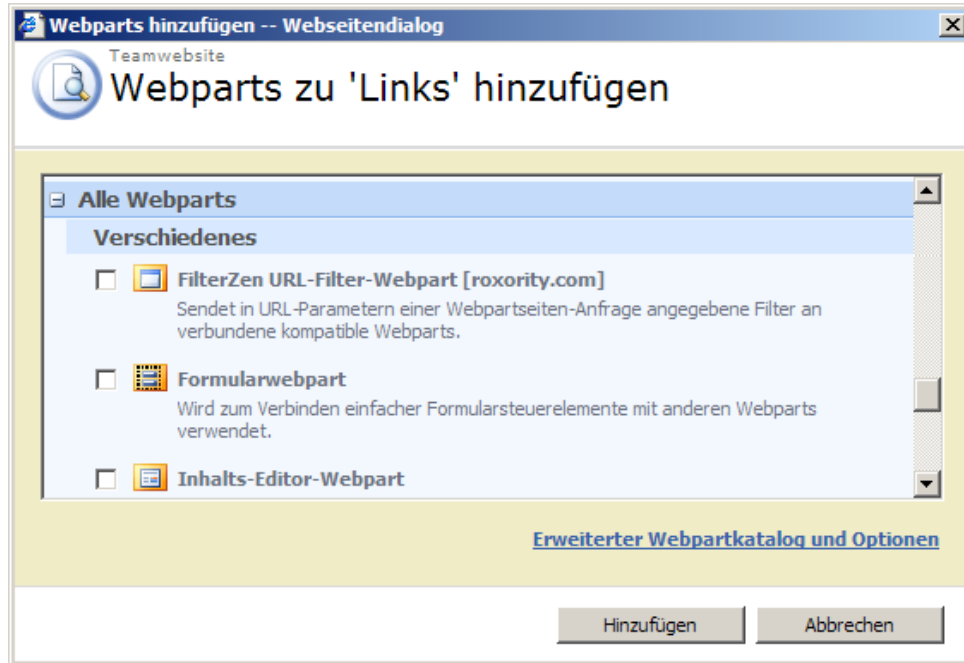 Webparts hinzufügen -- Webseitendialog
Teamwebsite
Webparts zu 'Links' hinzufügen
Alle Webparts
Verschiedenes
FilterZen URL-Filter-Webpart [roxority.com]
Sendet in URL-Parametern einer Webpartseiten-Anfrage angegebene Filter an
verbundene kompatible Webparts.
Formularwebpart
Wird zum Verbinden einfacher Formularsteuerelemente mit anderen Webparts
verwendet.
Inhalts-Editor-Webpart
Erweiterter Webpartkatalog und Optionen
Hinzufügen
Abbrechen